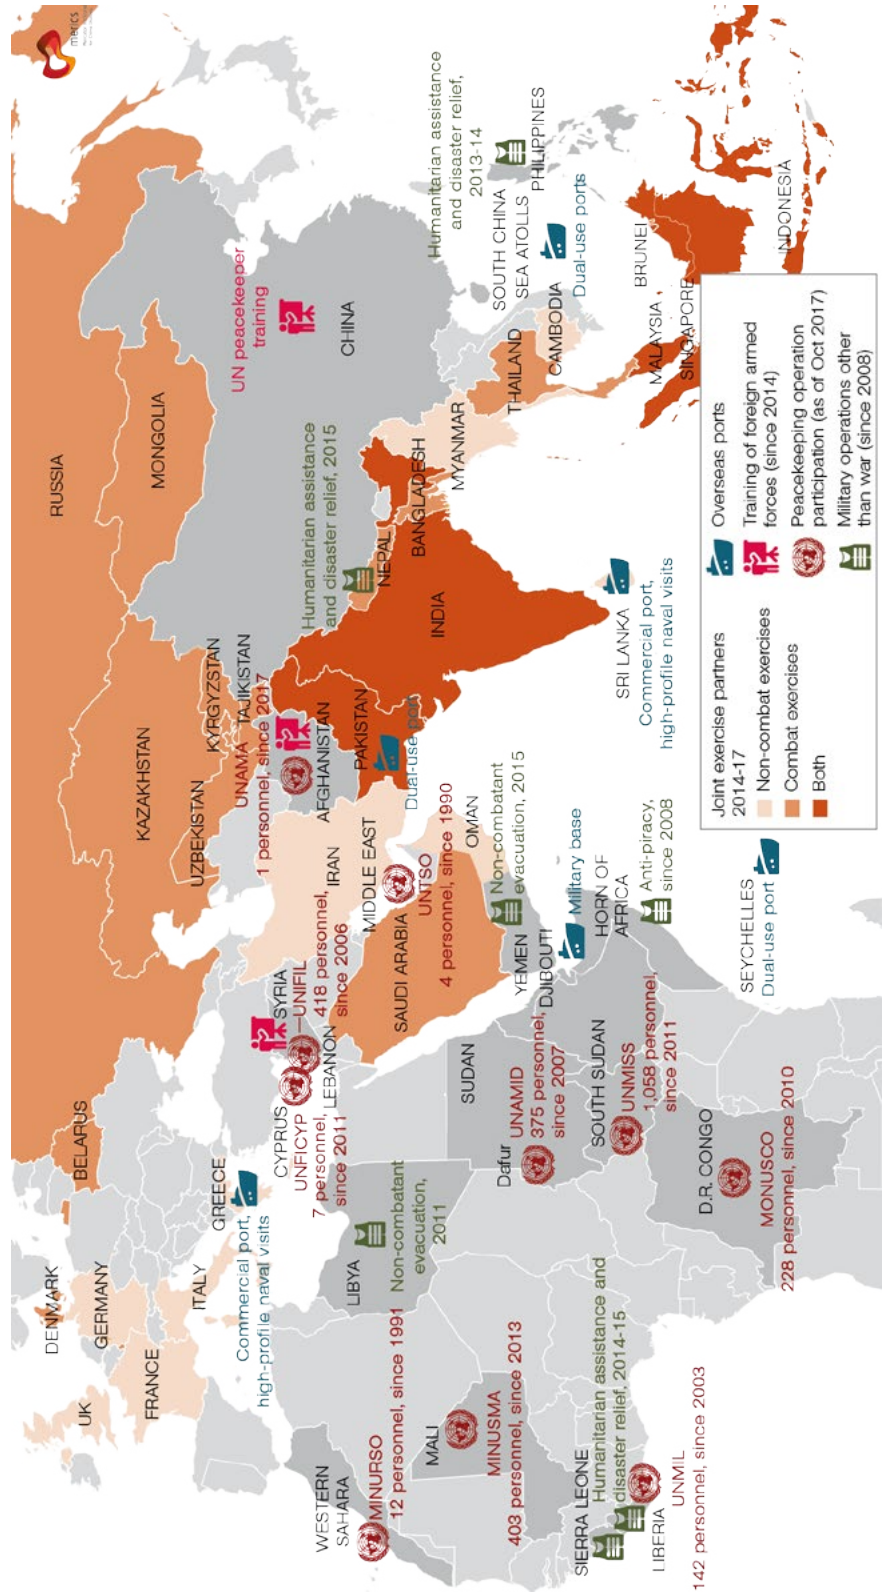 merics
RUSSIA
MONGOLIA
KAZAKHSTAN
UZBEKISTAN
KYRGYZSTAN
TAJIKISTAN
CHINA
UN peacekeeper
training
Humanitarian assistance
and disaster relief,
2013-14
SOUTH CHINA
SEA ATOLLS
Dual-use ports
PHILIPPINES
Humanitarian assistance
and disaster relief, 2015
NEPAL
BANGLADESH
MYANMAR
THAILAND
CAMBODIA
BRUNEI
MALAYSIA
SINGAPORE
INDONESIA
INDIA
SRI LANKA
Commercial port,
high-profile naval visits
UNAMA
1 personnel, since 2017
AFGHANISTAN
PAKISTAN
Dual-use port
IRAN
MIDDLE EAST
UNTSO
4 personnel, since 1990
OMAN
Non-combatant
evacuation, 2015
SAUDI ARABIA
YEMEN
DJIBOUTI
Military base
HORN OF
AFRICA
Anti-piracy,
since 2008
SEYCHELLES
Dual-use port
SYRIA
UNIFIL
418 personnel,
since 2006
LEBANON
CYPRUS
UNFICYP
7 personnel,
since 2011
BELARUS
DENMARK
GERMANY
UK
FRANCE
ITALY
GREECE
Commercial port,
high-profile naval visits
LIBYA
Non-combatant
evacuation,
2011
SUDAN
Dafur
UNAMID
375 personnel,
since 2007
SOUTH SUDAN
UNMISS
1,058 personnel,
since 2011
D.R. CONGO
MONUSCO
228 personnel, since 2010
WESTERN
SAHARA
MINURSO
12 personnel, since 1991
MALI
MINUSMA
403 personnel, since 2013
SIERRA LEONE
Humanitarian assistance and
disaster relief, 2014-15
LIBERIA
UNMIL
142 personnel, since 2003
Joint exercise partners
2014-17
Non-combat exercises
Combat exercises
Both
Overseas ports
Training of foreign armed
forces (since 2014)
Peacekeeping operation
participation (as of Oct 2017)
Military operations other
than war (since 2008)